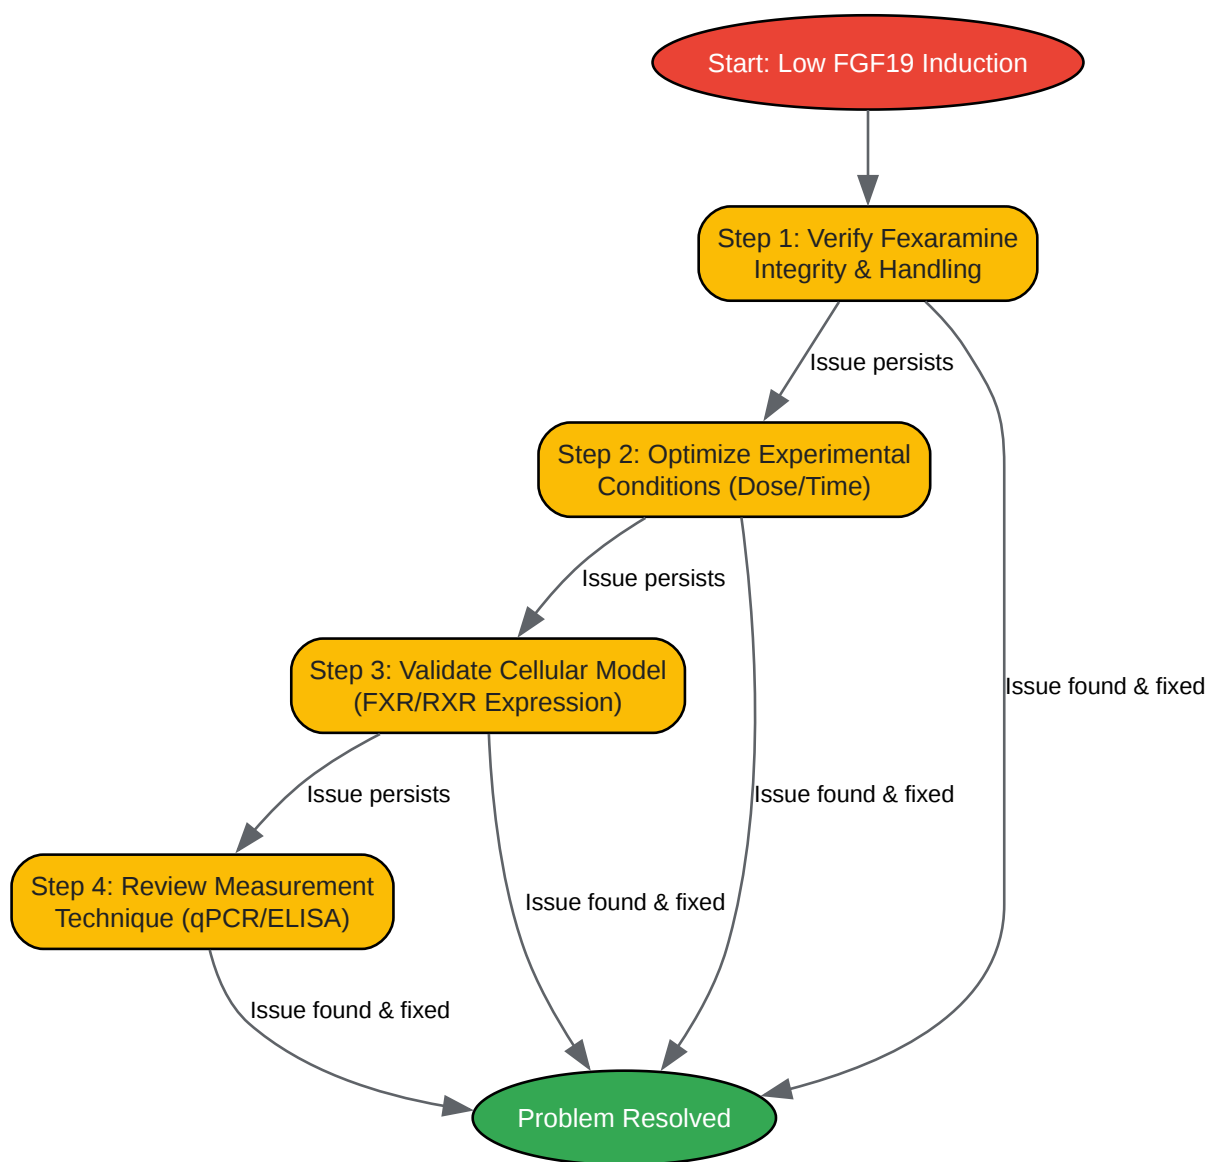 Start: Low FGF19 Induction
Step 1: Verify Fexaramine
Integrity & Handling
Issue persists
Step 2: Optimize Experimental
Conditions (Dose/Time)
Issue persists
Step 3: Validate Cellular Model
(FXR/RXR Expression)
Issue found & fixed
Issue persists
Issue found & fixed
Step 4: Review Measurement
Technique (qPCR/ELISA)
Issue found & fixed
Issue found & fixed
Problem Resolved